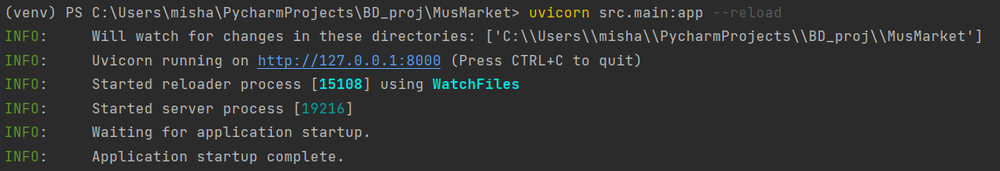 (venv) PS C:\Users\misha\PycharmProjects\BD_proj\MusMarket> uvicorn src.main:app --reload
INFO:     Will watch for changes in these directories: ['C:\\Users\\misha\\PycharmProjects\\BD_proj\\MusMarket']
INFO:     Uvicorn running on http://127.0.0.1:8000 (Press CTRL+C to quit)
INFO:     Started reloader process [15108] using WatchFiles
INFO:     Started server process [19216]
INFO:     Waiting for application startup.
INFO:     Application startup complete.